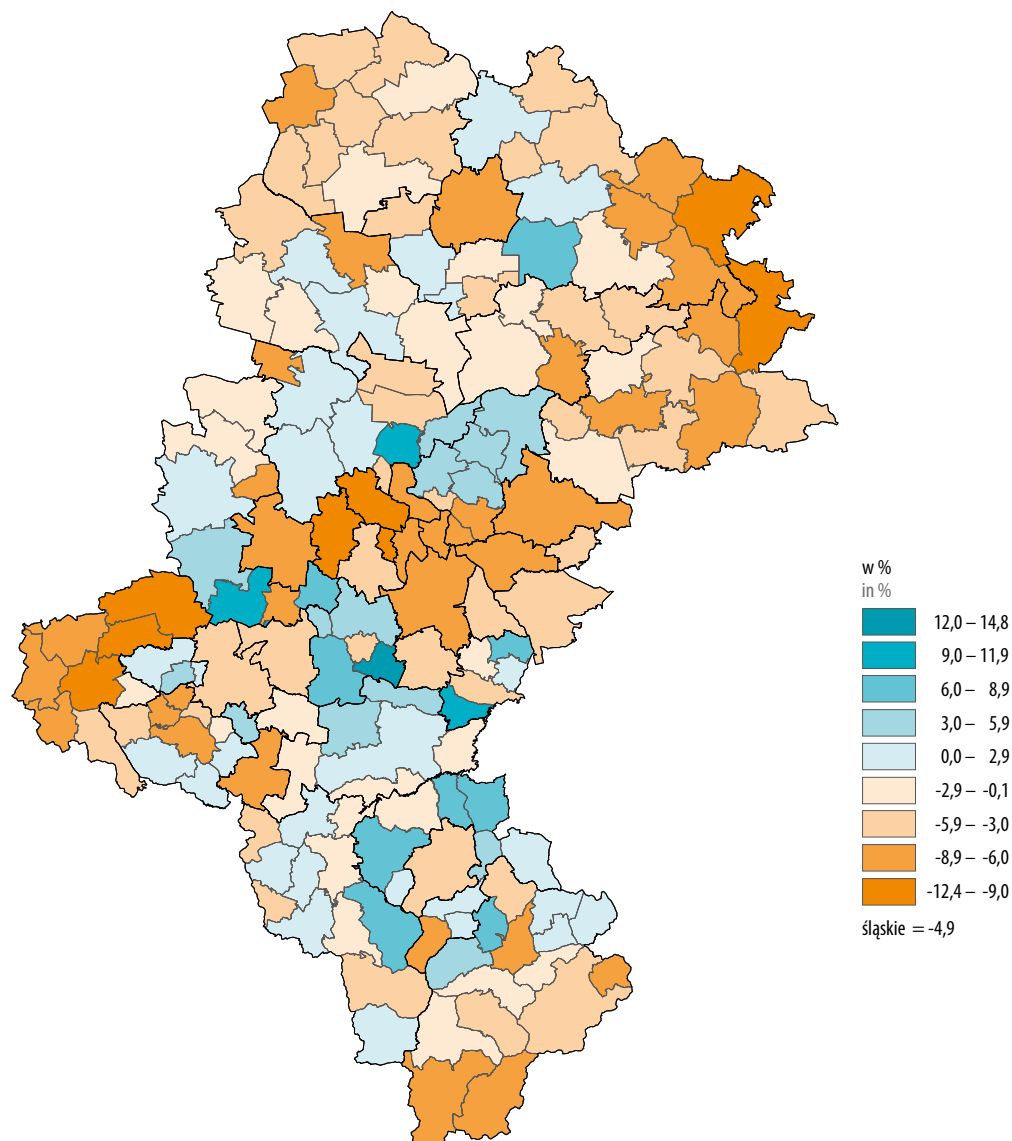 w %
in %
12,0 – 14,8
9,0 – 11,9
6,0 – 8,9
3,0 – 5,9
0,0 – 2,9
-2,9 – -0,1
-5,9 – -3,0
-8,9 – -6,0
-12,4 – -9,0
śląskie = -4,9